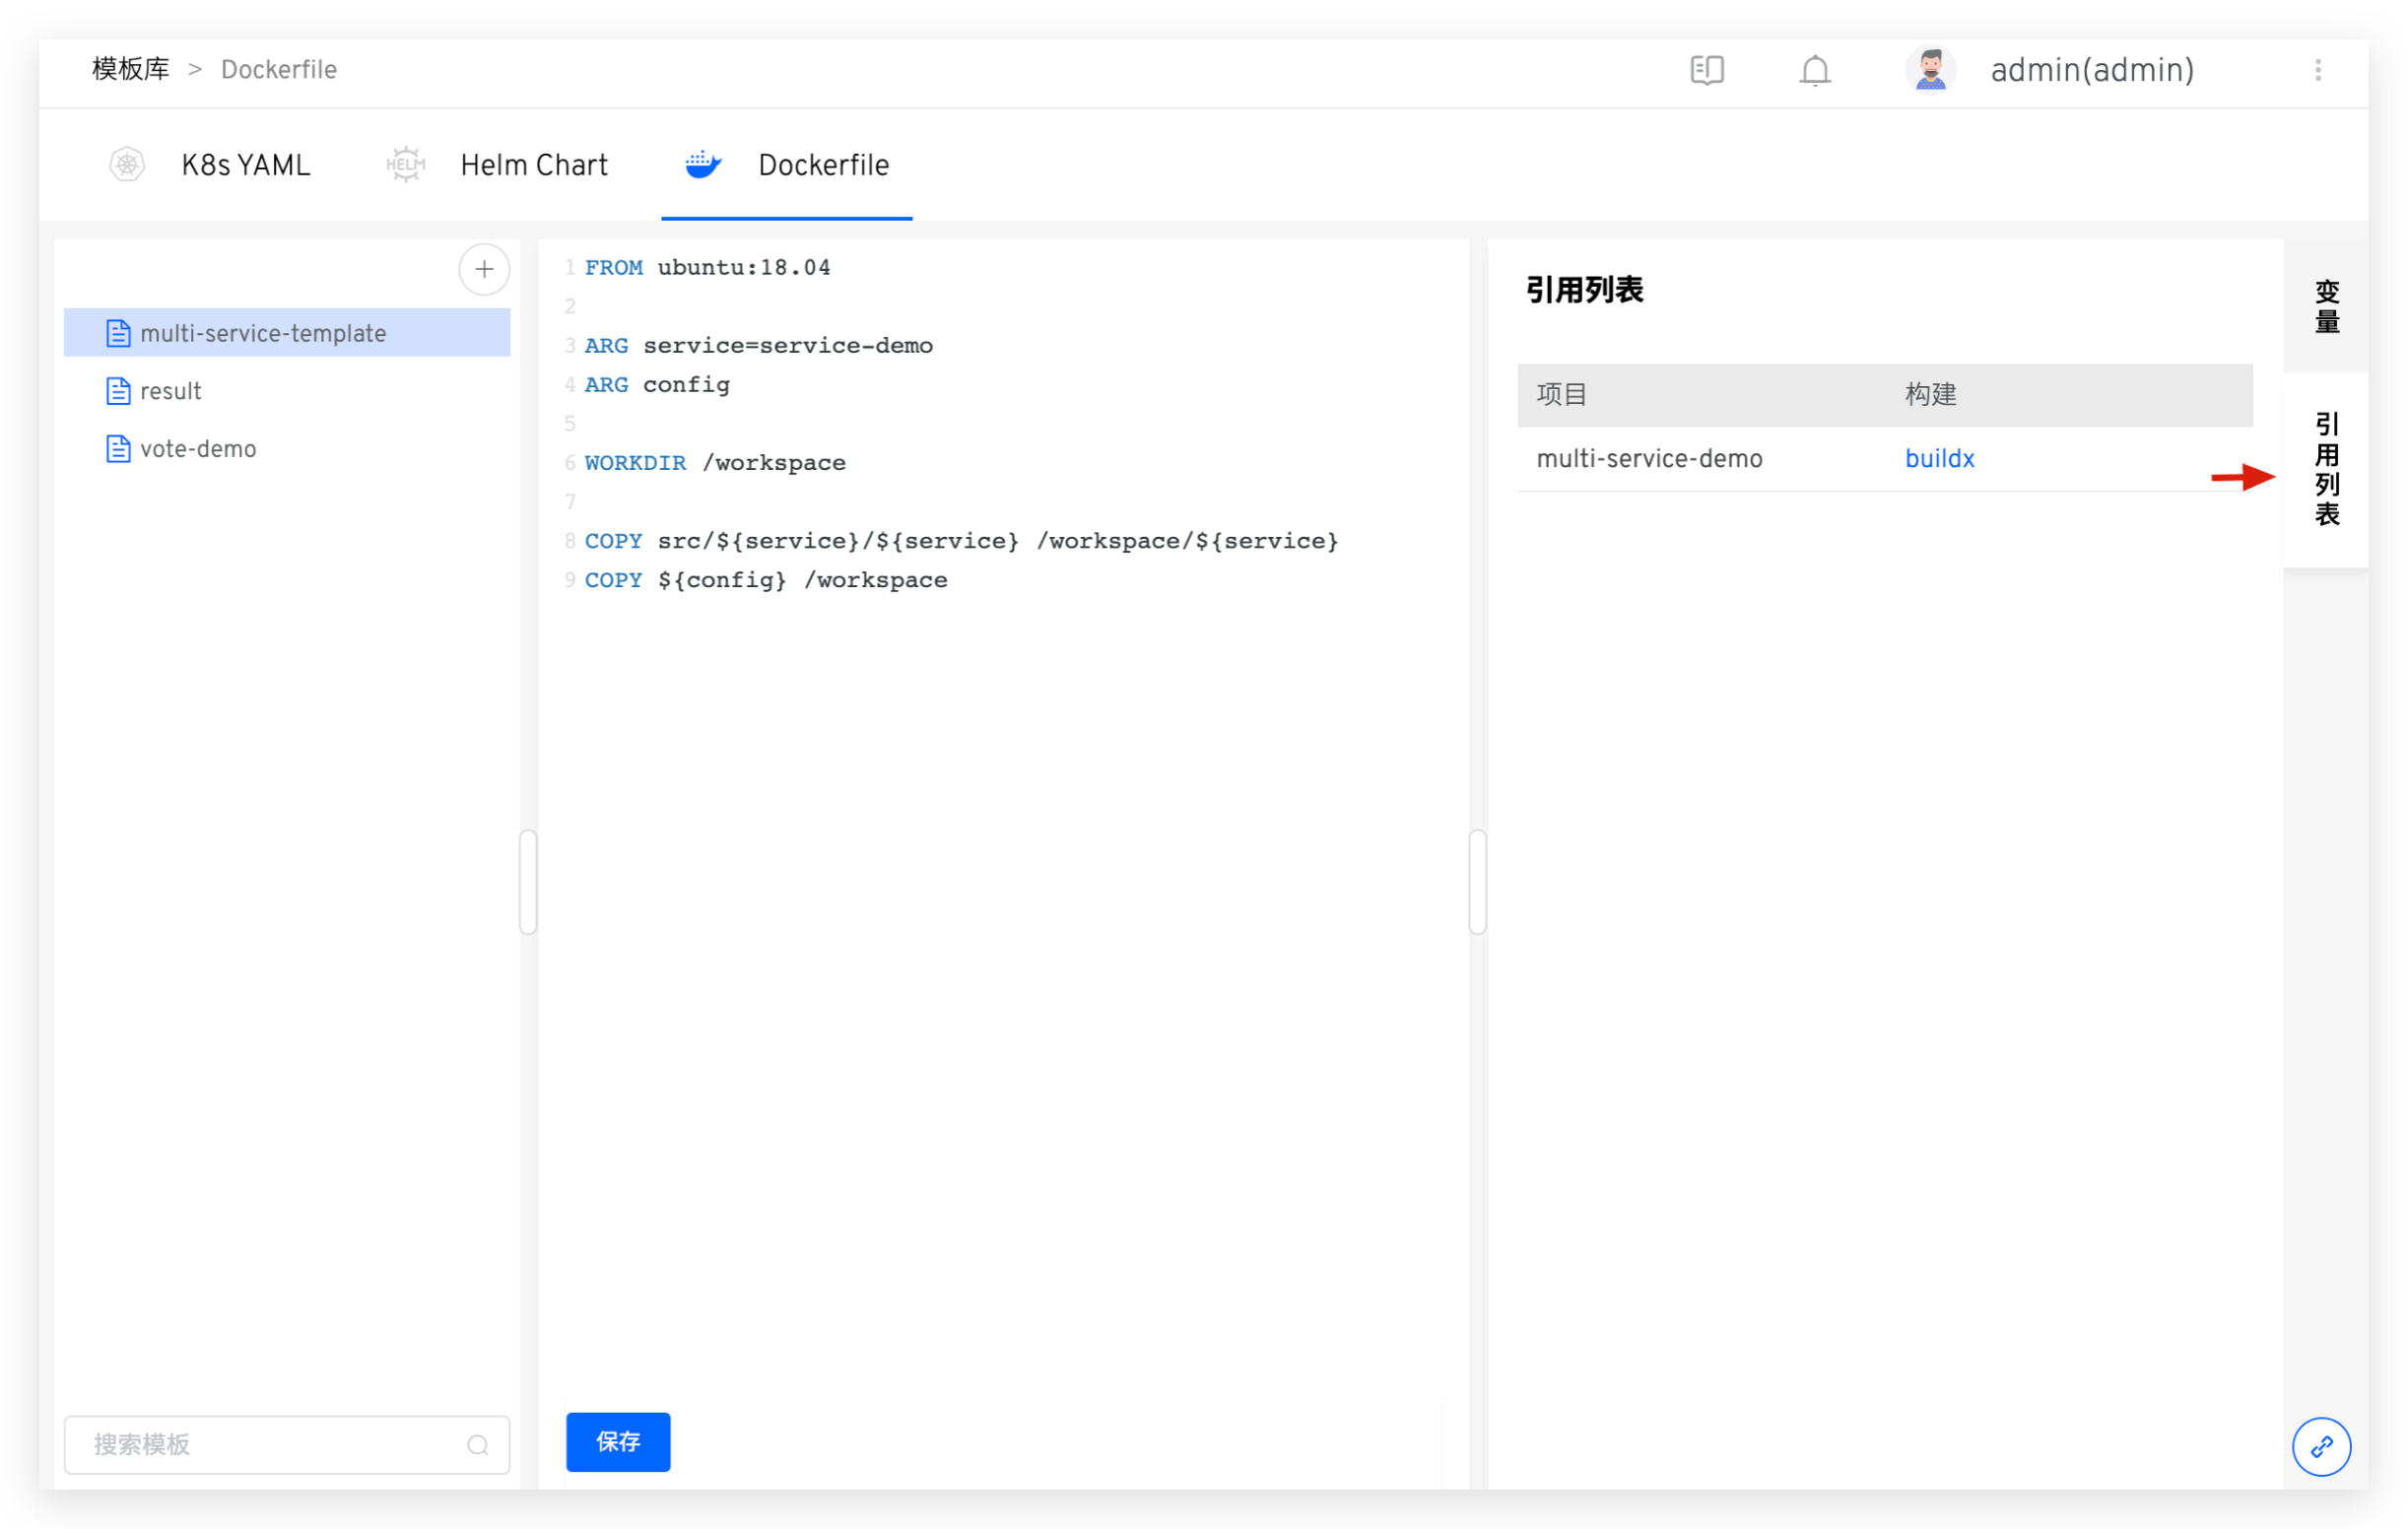 模板库 > Dockerfile
admin(admin)
K8s YAML
HELM
Helm Chart
Dockerfile
multi-service-template
result
vote-demo
搜索模板
1 FROM ubuntu:18.04
2
3 ARG service=service-demo
4 ARG config
5
6 WORKDIR /workspace
7
8 COPY src/${service}/${service} /workspace/${service}
9 COPY ${config} /workspace
保存
引用列表
项目 构建
multi-service-demo buildx
变量
引用列表